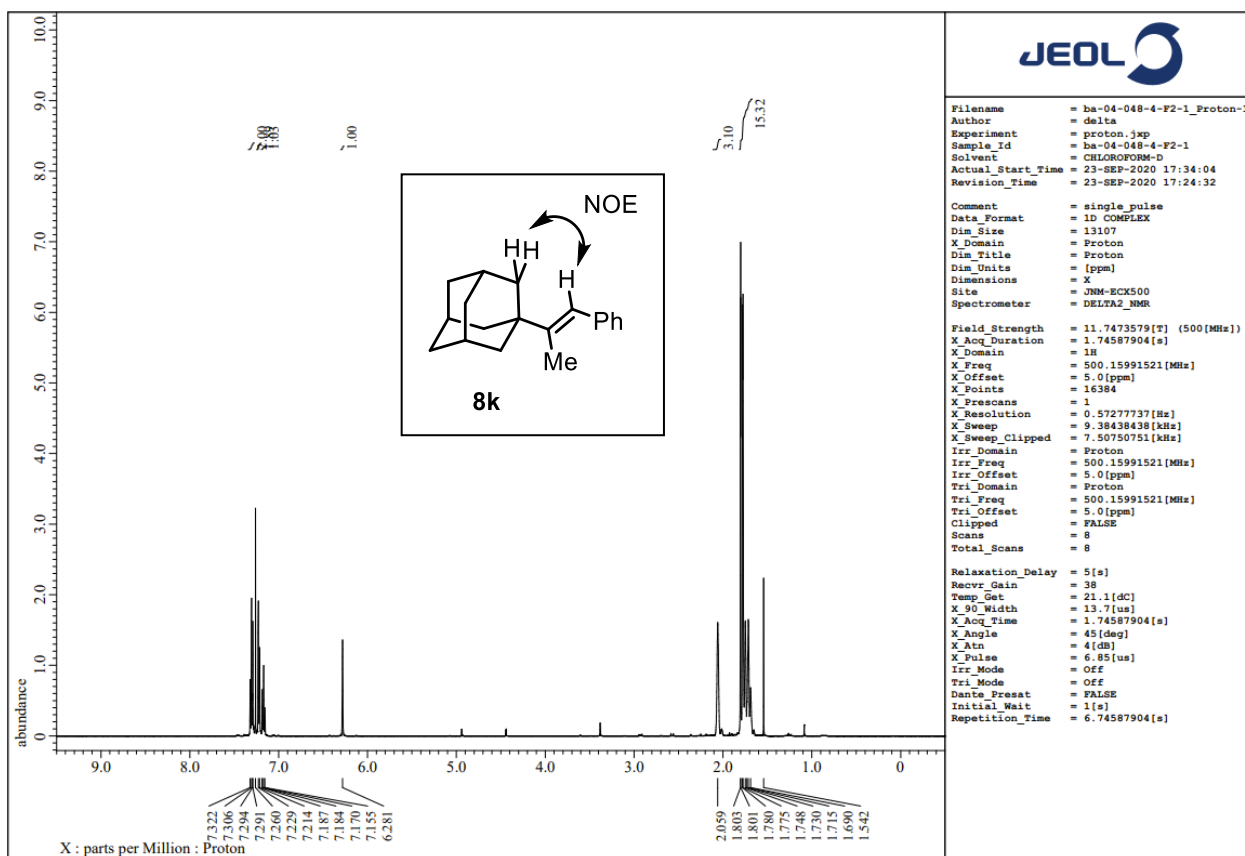 JEOL
10.0
9.0
8.0
7.0
6.0
5.0
4.0
3.0
2.0
1.0
0
abundance
2.00
1.03
1.00
3.10
15.32
NOE
H
H
H
Ph
Me
8k
9.0 8.0 7.0 6.0 5.0 4.0 3.0 2.0 1.0 0
7.322
7.306
7.294
7.291
7.260
7.229
7.214
7.187
7.184
7.170
7.155
6.281
2.059
1.803
1.801
1.780
1.775
1.748
1.730
1.715
1.690
1.542
X : parts per Million : Proton
Filename = ba-04-048-4-F2-1_Proton-
Author = delta
Experiment = proton.jxp
Sample_Id = ba-04-048-4-F2-1
Solvent = CHLOROFORM-D
Actual_Start_Time = 23-SEP-2020 17:34:04
Revision_Time = 23-SEP-2020 17:24:32
Comment = single_pulse
Data_Format = 1D COMPLEX
Dim_Size = 13107
X_Domain = Proton
Dim_Title = Proton
Dim_Units = [ppm]
Dimensions = X
Site = JNM-ECX500
Spectrometer = DELTA2_NMR
Field_Strength = 11.7473579[T] (500[MHz])
X_Acq_Duration = 1.74587904[s]
X_Domain = 1H
X_Freq = 500.15991521[MHz]
X_Offset = 5.0[ppm]
X_Points = 16384
X_Prescans = 1
X_Resolution = 0.57277737[Hz]
X_Sweep = 9.38438438[kHz]
X_Sweep_Clipped = 7.50750751[kHz]
Irr_Domain = Proton
Irr_Freq = 500.15991521[MHz]
Irr_Offset = 5.0[ppm]
Tri_Domain = Proton
Tri_Freq = 500.15991521[MHz]
Tri_Offset = 5.0[ppm]
Clipped = FALSE
Scans = 8
Total_Scans = 8
Relaxation_Delay = 5[s]
Recvr_Gain = 38
Temp_Get = 21.1[dC]
X_90_Width = 13.7[us]
X_Acq_Time = 1.74587904[s]
X_Angle = 45[deg]
X_Atn = 4[dB]
X_Pulse = 6.85[us]
Irr_Mode = Off
Tri_Mode = Off
Dante_Presat = FALSE
Initial_Wait = 1[s]
Repetition_Time = 6.74587904[s]